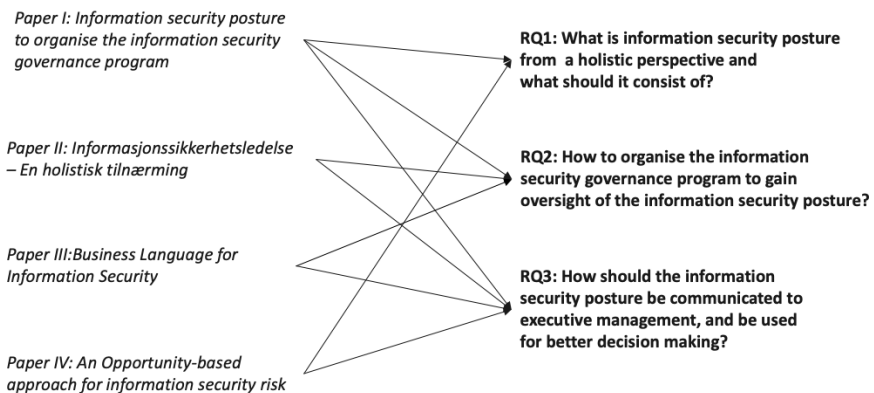 Paper I: Information security posture
to organise the information security
governance program
Paper II: Informasjonssikkerhetsledelse
– En holistisk tilnærming
Paper III:Business Language for
Information Security
Paper IV: An Opportunity-based
approach for information security risk
RQ1: What is information security posture
from a holistic perspective and
what should it consist of?
RQ2: How to organise the information
security governance program to gain
oversight of the information security posture?
RQ3: How should the information
security posture be communicated to
executive management, and be used
for better decision making?